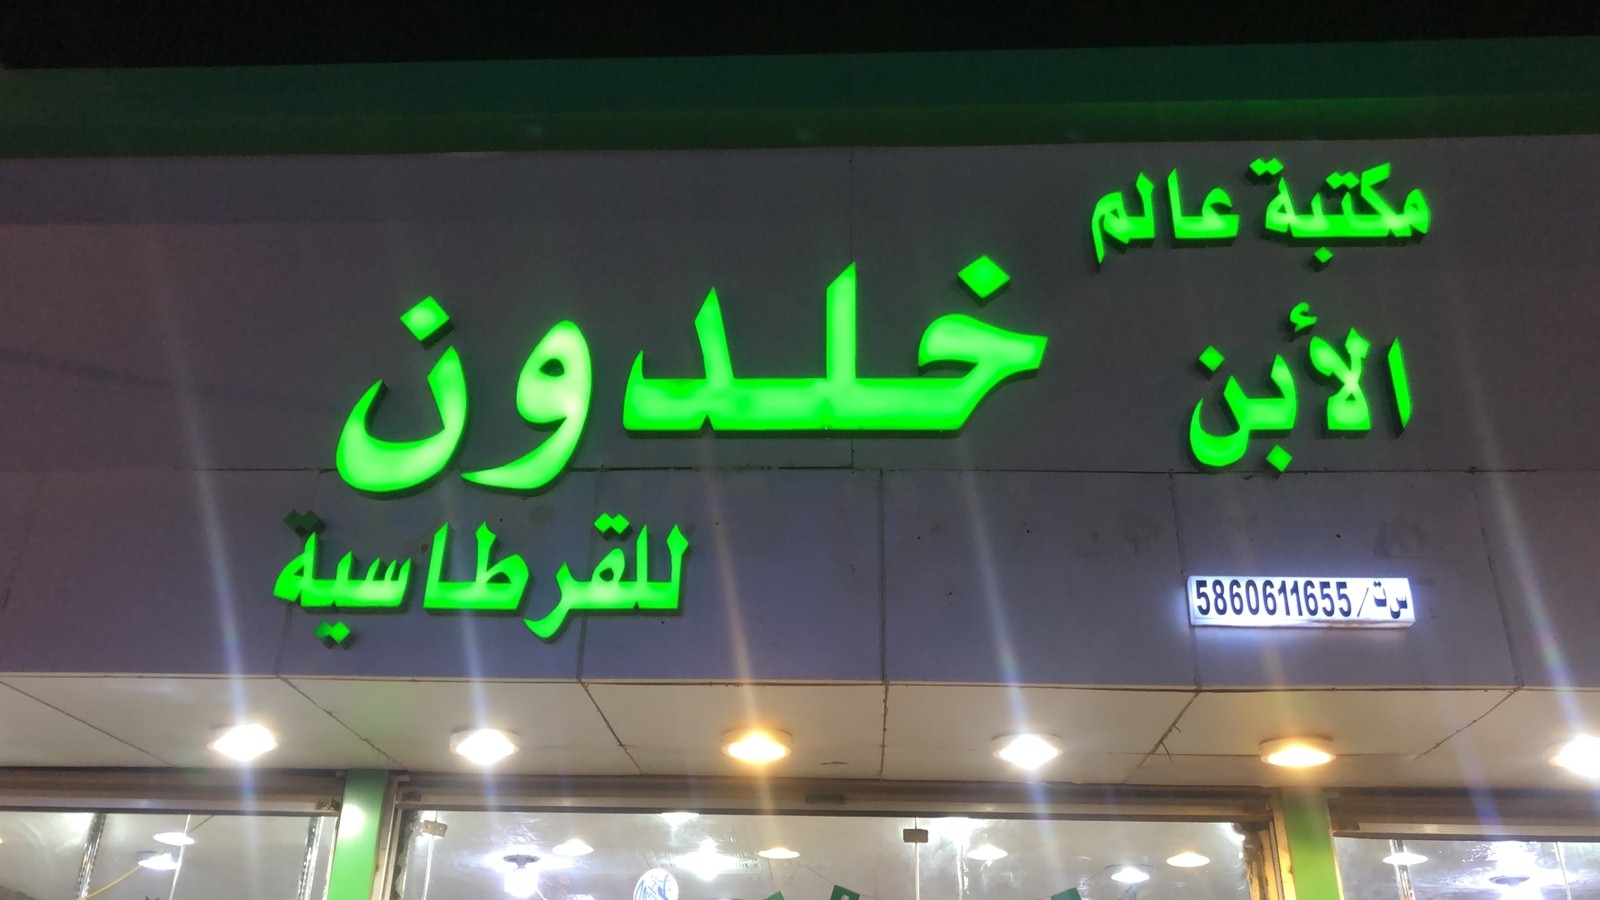 مكتبة عالم
الأبن
خلدون
للقرطاسية
س ت/5860611655